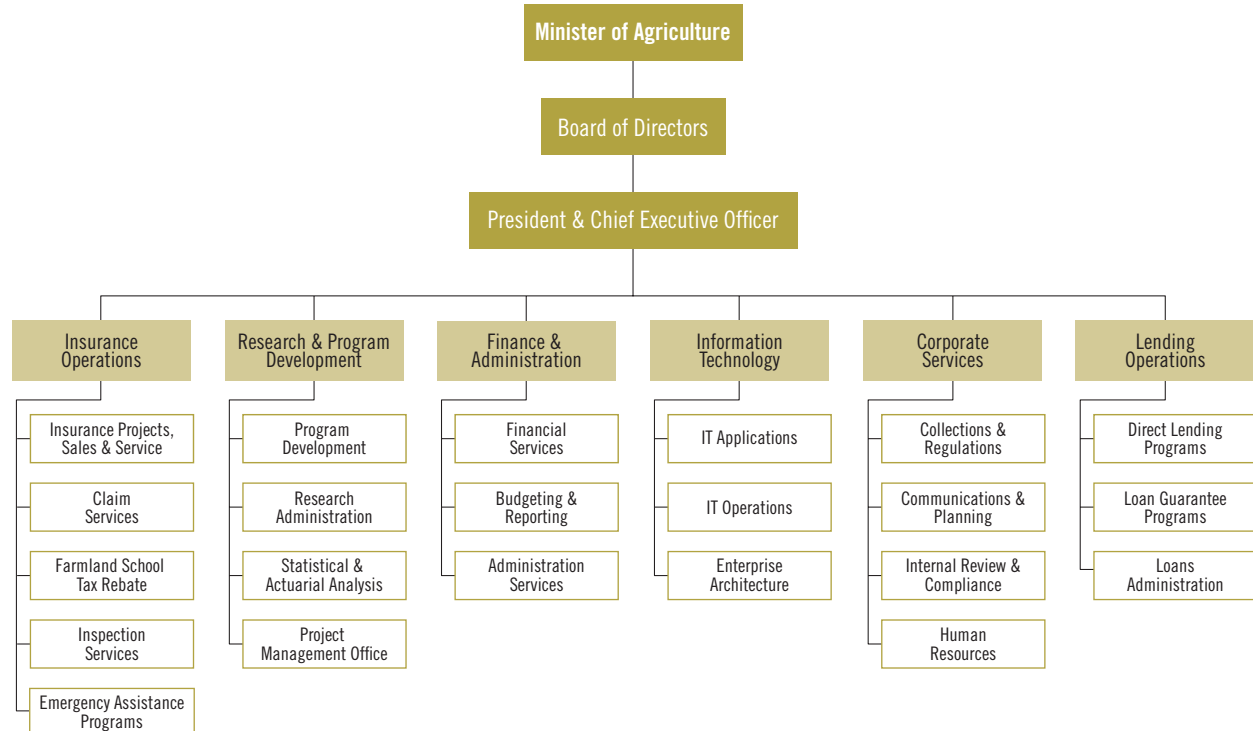 Minister of Agriculture
Board of Directors
President & Chief Executive Officer
Insurance
Operations
Research & Program
Development
Finance &
Administration
Information
Technology
Corporate
Services
Lending
Operations
Insurance Projects,
Sales & Service
Claim
Services
Farmland School
Tax Rebate
Inspection
Services
Emergency Assistance
Programs
Program
Development
Research
Administration
Statistical &
Actuarial Analysis
Project
Management Office
Financial
Services
Budgeting &
Reporting
Administration
Services
IT Applications
IT Operations
Enterprise
Architecture
Collections &
Regulations
Communications &
Planning
Internal Review &
Compliance
Human
Resources
Direct Lending
Programs
Loan Guarantee
Programs
Loans
Administration